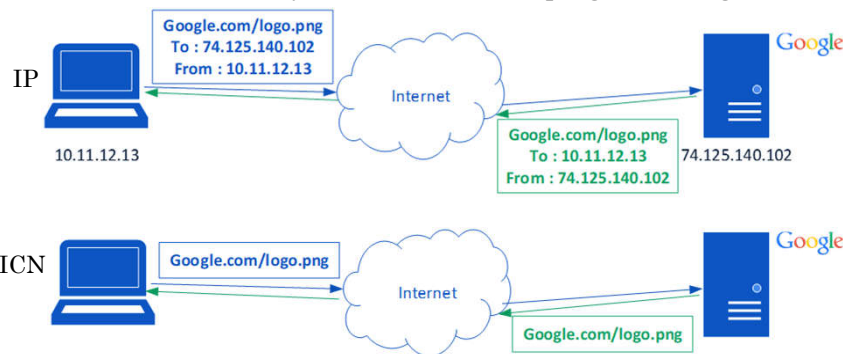 Google.com/logo.png
To : 74.125.140.102
From : 10.11.12.13
Google
IP
Internet
Google.com/logo.png
To : 10.11.12.13
From : 74.125.140.102
10.11.12.13
74.125.140.102
Google
ICN
Google.com/logo.png
Internet
Google.com/logo.png